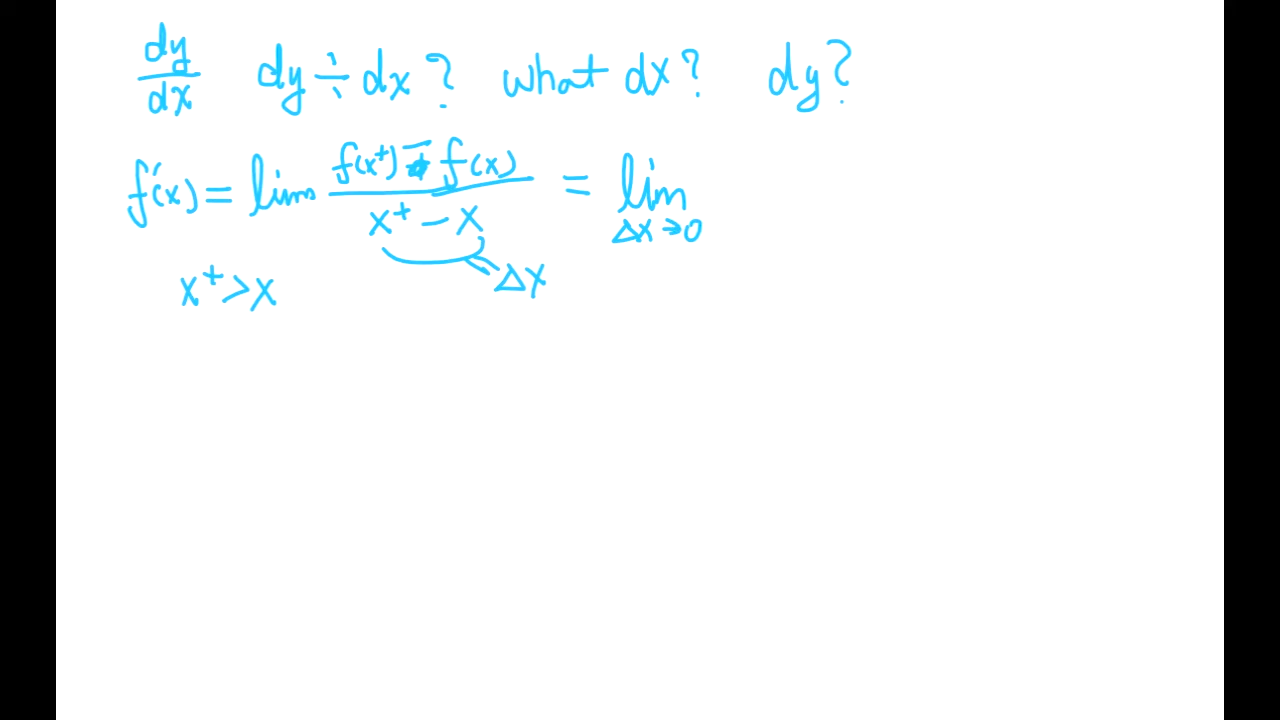 dy/dx dy ÷ dx ? what dx ? dy ?
f'(x) = lim f(x⁺) - f(x) / x⁺ - x = lim Δx→0
x⁺ > x Δx